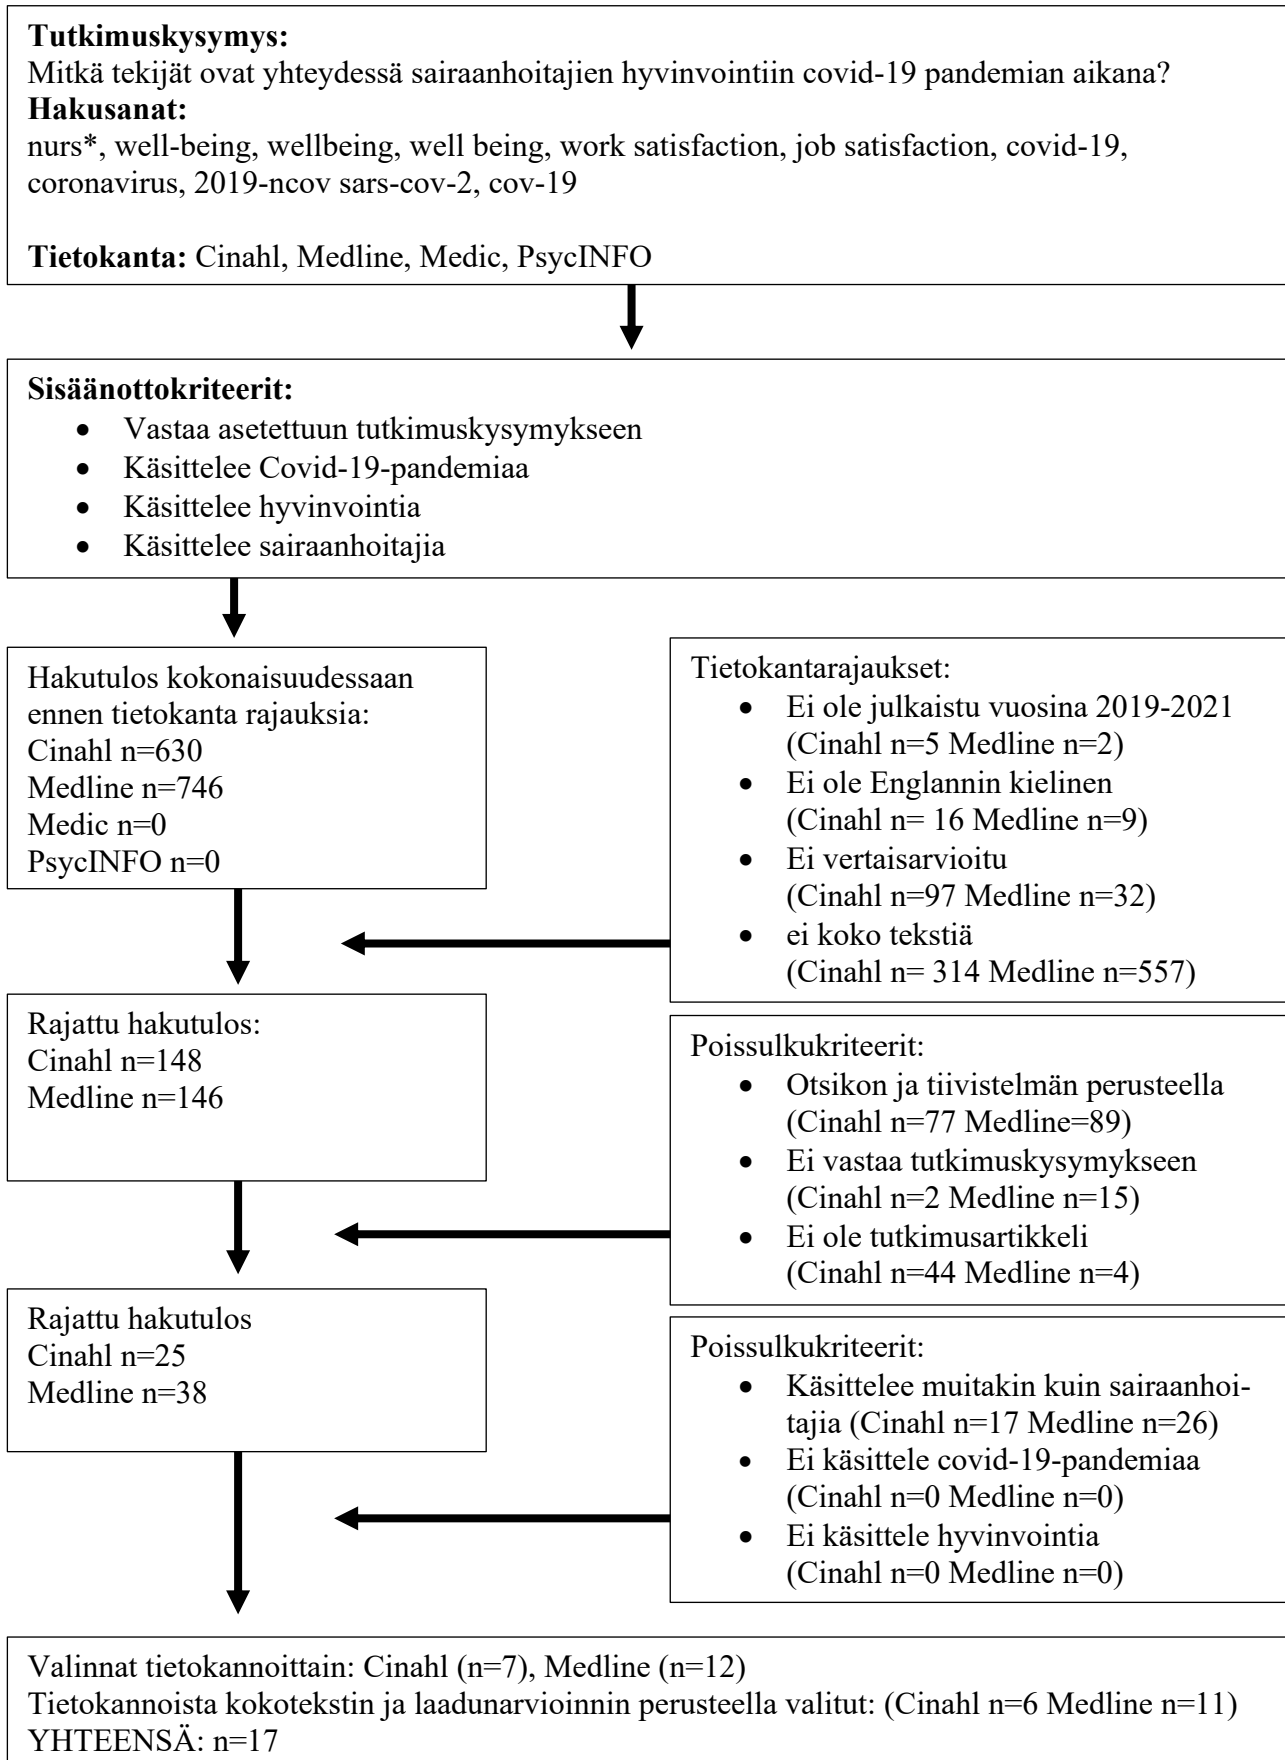 Tutkimuskysymys:
Mitkä tekijät ovat yhteydessä sairaanhoitajien hyvinvointiin covid-19 pandemian aikana?
Hakusanat:
nurs*, well-being, wellbeing, well being, work satisfaction, job satisfaction, covid-19,
coronavirus, 2019-ncov sars-cov-2, cov-19
Tietokanta: Cinahl, Medline, Medic, PsycINFO
Sisäänottokriteerit:
• Vastaa asetettuun tutkimuskysymykseen
• Käsittelee Covid-19-pandemiaa
• Käsittelee hyvinvointia
• Käsittelee sairaanhoitajia
Hakutulos kokonaisuudessaan
ennen tietokanta rajauksia:
Cinahl n=630
Medline n=746
Medic n=0
PsycINFO n=0
Tietokantarajaukset:
• Ei ole julkaistu vuosina 2019-2021
(Cinahl n=5 Medline n=2)
• Ei ole Englannin kielinen
(Cinahl n= 16 Medline n=9)
• Ei vertaisarvioitu
(Cinahl n=97 Medline n=32)
• ei koko tekstiä
(Cinahl n= 314 Medline n=557)
Rajattu hakutulos:
Cinahl n=148
Medline n=146
Poissulkukriteerit:
• Otsikon ja tiivistelmän perusteella
(Cinahl n=77 Medline=89)
• Ei vastaa tutkimuskysymykseen
(Cinahl n=2 Medline n=15)
• Ei ole tutkimusartikkeli
(Cinahl n=44 Medline n=4)
Rajattu hakutulos
Cinahl n=25
Medline n=38
Poissulkukriteerit:
• Käsittelee muitakin kuin sairaanhoi-
tajia (Cinahl n=17 Medline n=26)
• Ei käsittele covid-19-pandemiaa
(Cinahl n=0 Medline n=0)
• Ei käsittele hyvinvointia
(Cinahl n=0 Medline n=0)
Valinnat tietokannoittain: Cinahl (n=7), Medline (n=12)
Tietokannoista kokotekstin ja laadunarvioinnin perusteella valitut: (Cinahl n=6 Medline n=11)
YHTEENSÄ: n=17